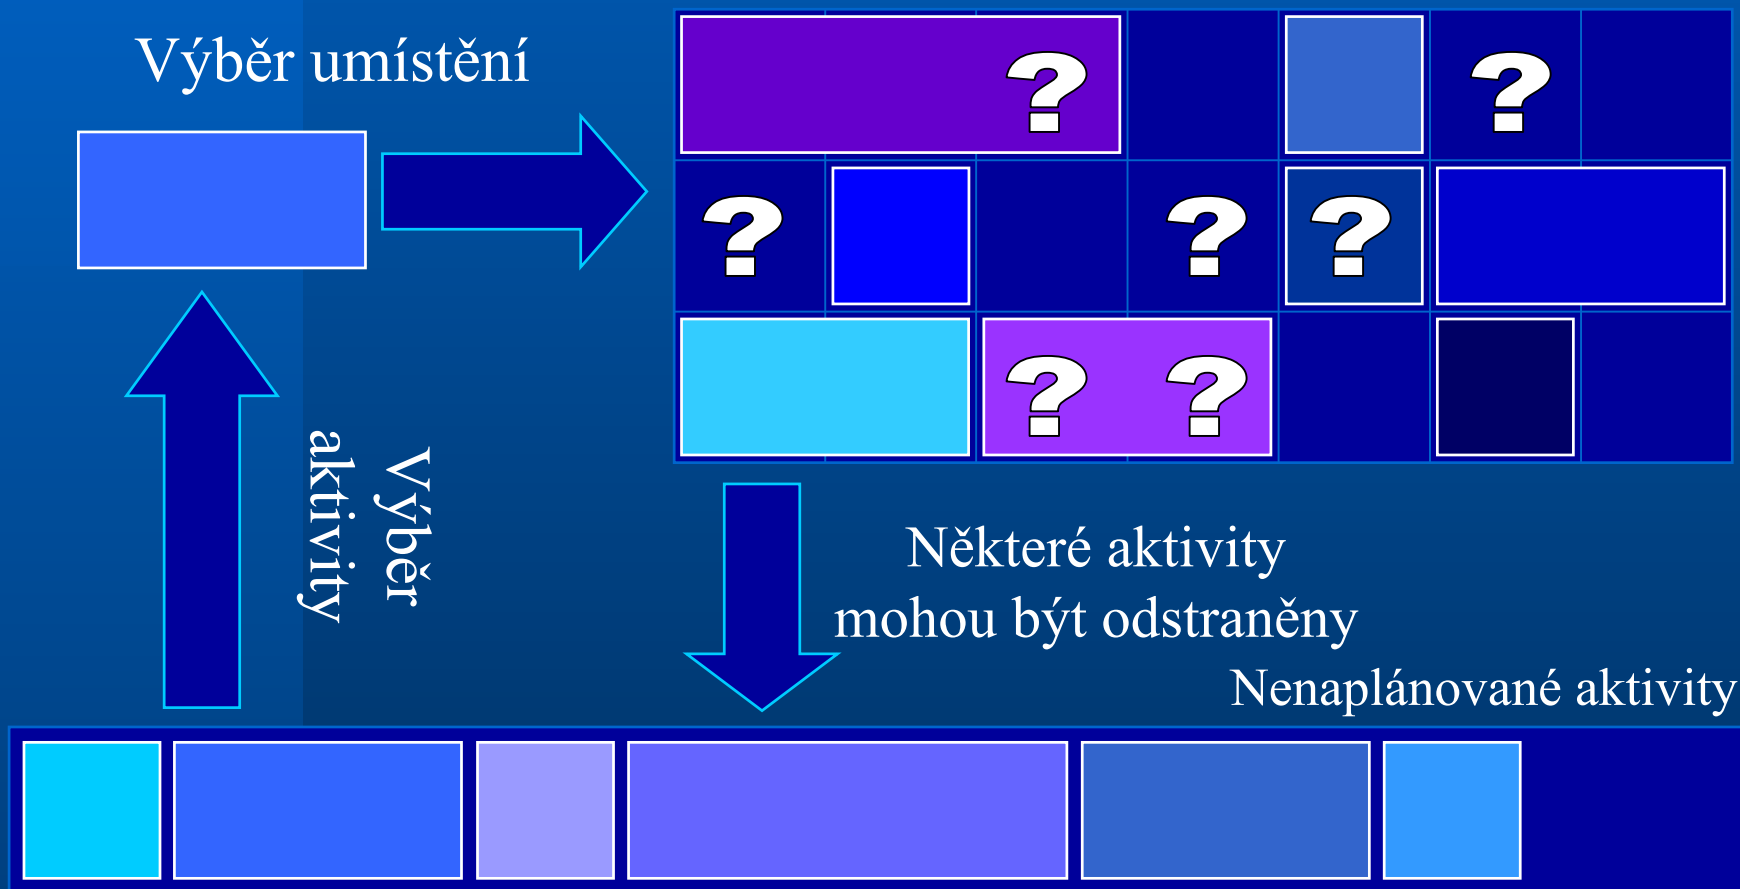 Výběr umístění
?
?
?
?
?
?
?
Výběr
aktivity
Některé aktivity
mohou být odstraněny
Nenaplánované aktivity